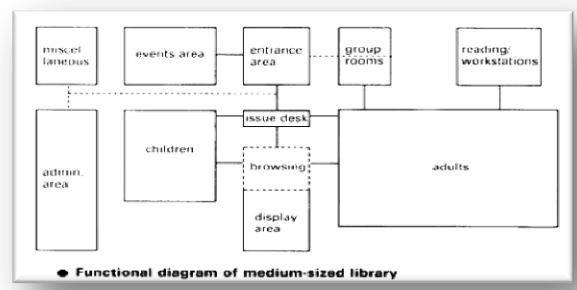 miscel
laneous
events area
entrance
area
group
rooms
reading/
workstations
issue desk
children
browsing
adults
admin.
area
display
area
● Functional diagram of medium-sized library